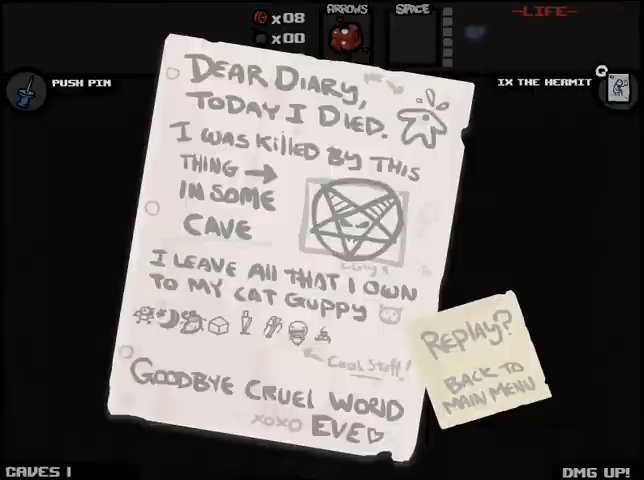 ARROWS
SPACE
-LIFE-
x08
x00
PUSH PIN
Q
IX THE HERMIT
DEAR DIARY,
TODAY I DIED.
I WAS KILLED BY THIS
THING →
IN SOME
CAVE
I LEAVE ALL THAT I OWN
TO MY CAT GUPPY
COOL STUFF!
GOODBYE CRUEL WORLD
XOXO EVE
REPLAY?
BACK TO
MAIN MENU
CAVES I
DMG UP!